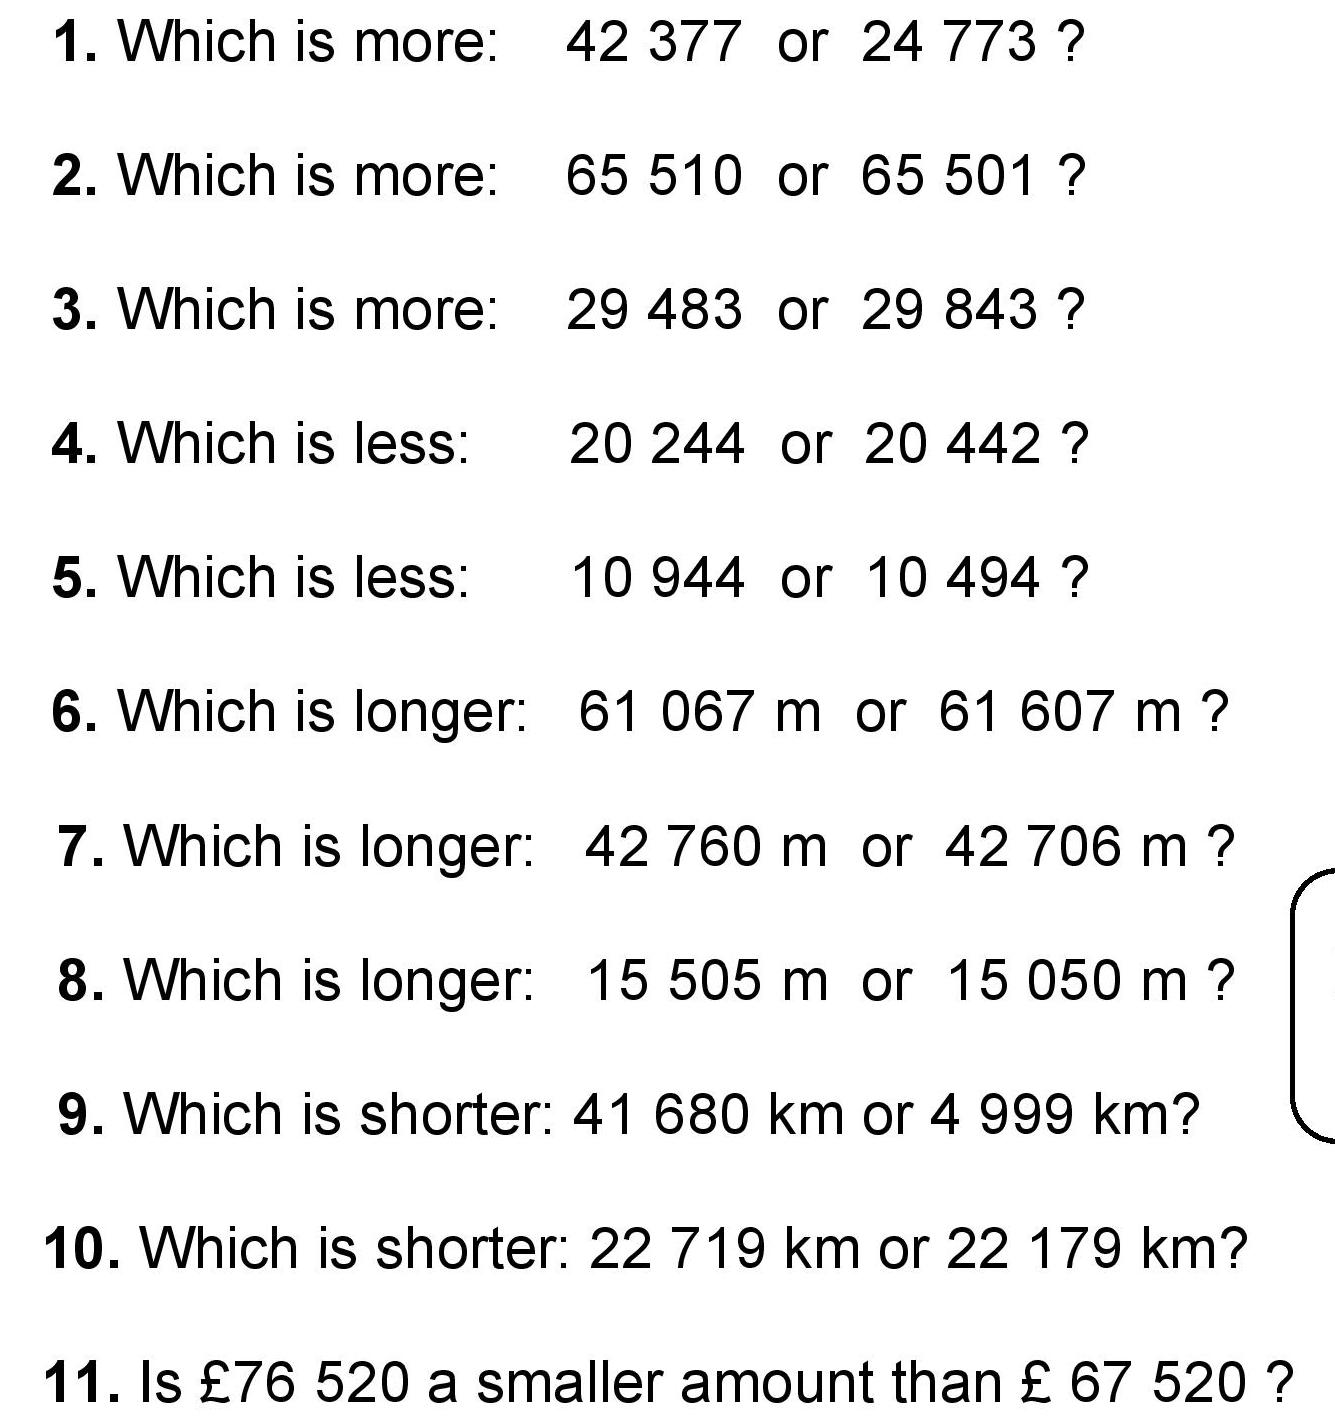 1. Which is more: 42 377 or 24 773 ?
2. Which is more: 65 510 or 65 501 ?
3. Which is more: 29 483 or 29 843 ?
4. Which is less: 20 244 or 20 442 ?
5. Which is less: 10 944 or 10 494 ?
6. Which is longer: 61 067 m or 61 607 m ?
7. Which is longer: 42 760 m or 42 706 m ?
8. Which is longer: 15 505 m or 15 050 m ?
9. Which is shorter: 41 680 km or 4 999 km?
10. Which is shorter: 22 719 km or 22 179 km?
11. Is £76 520 a smaller amount than £ 67 520 ?